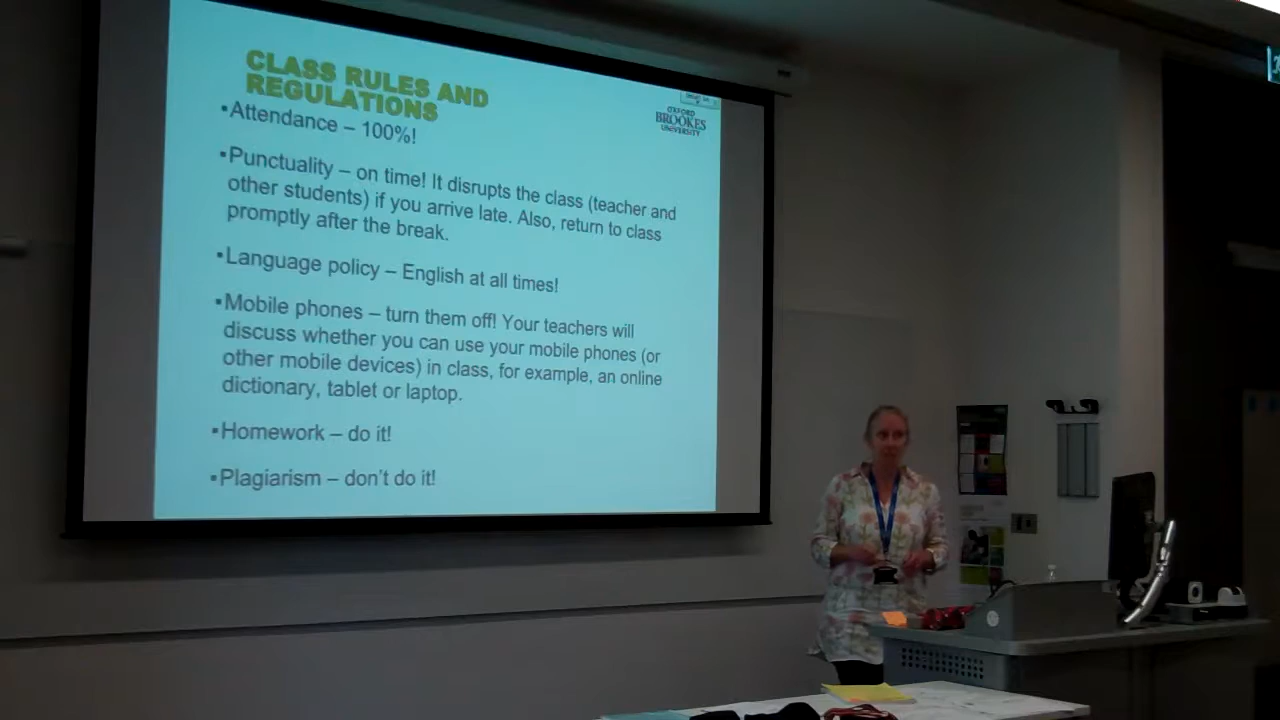 CLASS RULES AND
REGULATIONS
▪Attendance – 100%!
OXFORD
BROOKES
UNIVERSITY
▪Punctuality – on time! It disrupts the class (teacher and
other students) if you arrive late. Also, return to class
promptly after the break.
▪Language policy – English at all times!
▪Mobile phones – turn them off! Your teachers will
discuss whether you can use your mobile phones (or
other mobile devices) in class, for example, an online
dictionary, tablet or laptop.
▪Homework – do it!
▪Plagiarism – don't do it!